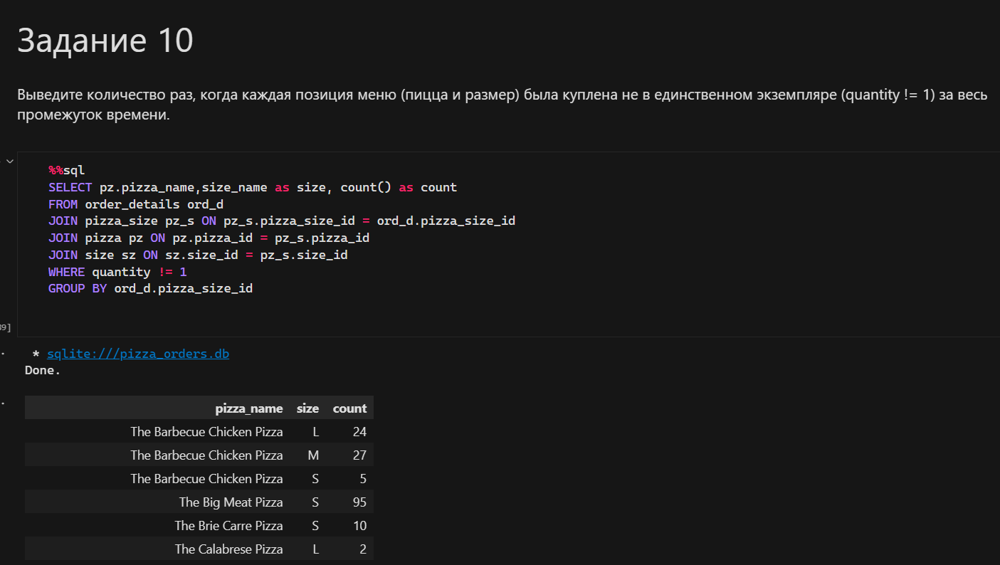 Задание 10
Выведите количество раз, когда каждая позиция меню (пицца и размер) была куплена не в единственном экземпляре (quantity != 1) за весь
промежуток времени.
%%sql
SELECT pz.pizza_name,size_name as size, count() as count
FROM order_details ord_d
JOIN pizza_size pz_s ON pz_s.pizza_size_id = ord_d.pizza_size_id
JOIN pizza pz ON pz.pizza_id = pz_s.pizza_id
JOIN size sz ON sz.size_id = pz_s.size_id
WHERE quantity != 1
GROUP BY ord_d.pizza_size_id
9]
* sqlite:///pizza_orders.db
Done.
pizza_name size count
The Barbecue Chicken Pizza L 24
The Barbecue Chicken Pizza M 27
The Barbecue Chicken Pizza S 5
The Big Meat Pizza S 95
The Brie Carre Pizza S 10
The Calabrese Pizza L 2